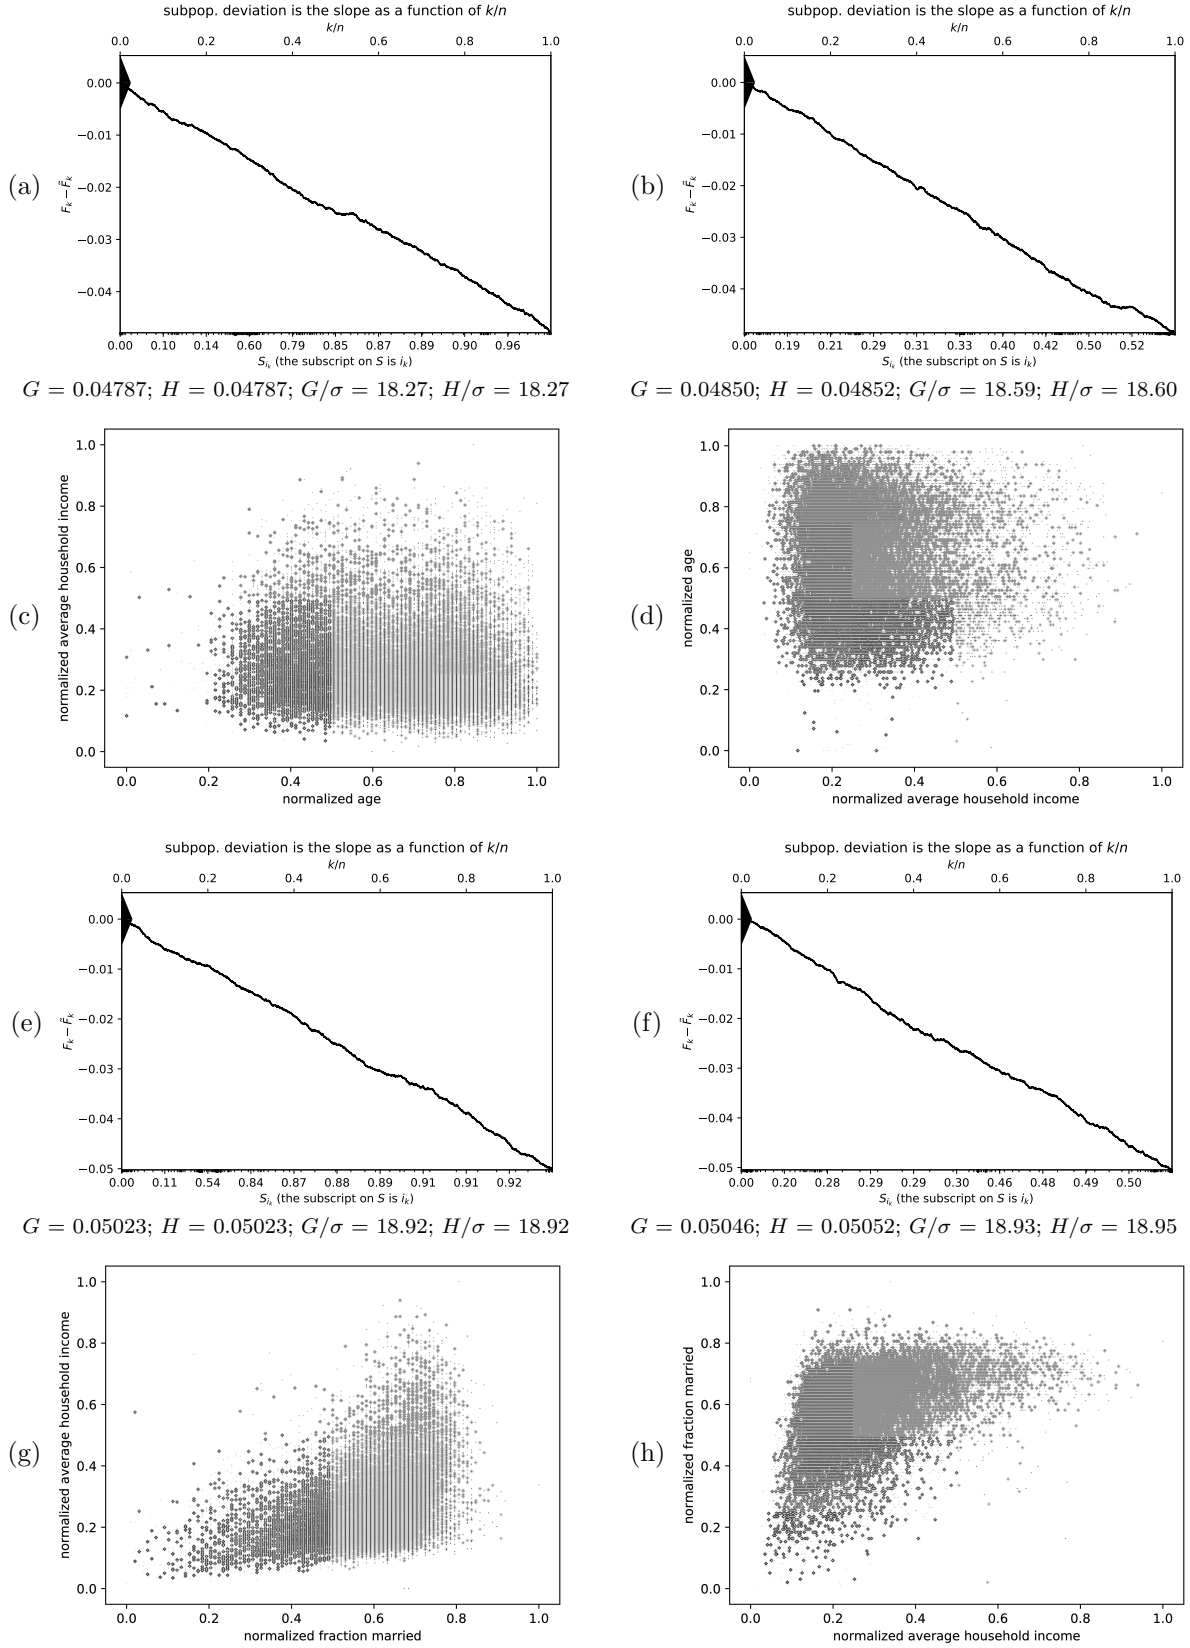 subpop. deviation is the slope as a function of k/n
k/n
0.0 0.2 0.4 0.6 0.8 1.0
0.00
−0.01
−0.02
−0.03
−0.04
F_k − F̃_k
(a)
0.00 0.10 0.14 0.60 0.79 0.85 0.87 0.89 0.90 0.96
S_{i_k} (the subscript on S is i_k)
G = 0.04787; H = 0.04787; G/σ = 18.27; H/σ = 18.27
subpop. deviation is the slope as a function of k/n
k/n
0.0 0.2 0.4 0.6 0.8 1.0
0.00
−0.01
−0.02
−0.03
−0.04
F_k − F̃_k
(b)
0.00 0.19 0.21 0.29 0.31 0.33 0.40 0.42 0.50 0.52
S_{i_k} (the subscript on S is i_k)
G = 0.04850; H = 0.04852; G/σ = 18.59; H/σ = 18.60
(c)
normalized average household income
1.0
0.8
0.6
0.4
0.2
0.0
0.0 0.2 0.4 0.6 0.8 1.0
normalized age
(d)
normalized age
1.0
0.8
0.6
0.4
0.2
0.0
0.0 0.2 0.4 0.6 0.8 1.0
normalized average household income
subpop. deviation is the slope as a function of k/n
k/n
0.0 0.2 0.4 0.6 0.8 1.0
0.00
−0.01
−0.02
−0.03
−0.04
−0.05
F_k − F̃_k
(e)
0.00 0.11 0.54 0.84 0.87 0.88 0.89 0.91 0.91 0.92
S_{i_k} (the subscript on S is i_k)
G = 0.05023; H = 0.05023; G/σ = 18.92; H/σ = 18.92
subpop. deviation is the slope as a function of k/n
k/n
0.0 0.2 0.4 0.6 0.8 1.0
0.00
−0.01
−0.02
−0.03
−0.04
−0.05
F_k − F̃_k
(f)
0.00 0.20 0.28 0.29 0.29 0.30 0.46 0.48 0.49 0.50
S_{i_k} (the subscript on S is i_k)
G = 0.05046; H = 0.05052; G/σ = 18.93; H/σ = 18.95
(g)
normalized average household income
1.0
0.8
0.6
0.4
0.2
0.0
0.0 0.2 0.4 0.6 0.8 1.0
normalized fraction married
(h)
normalized fraction married
1.0
0.8
0.6
0.4
0.2
0.0
0.0 0.2 0.4 0.6 0.8 1.0
normalized average household income